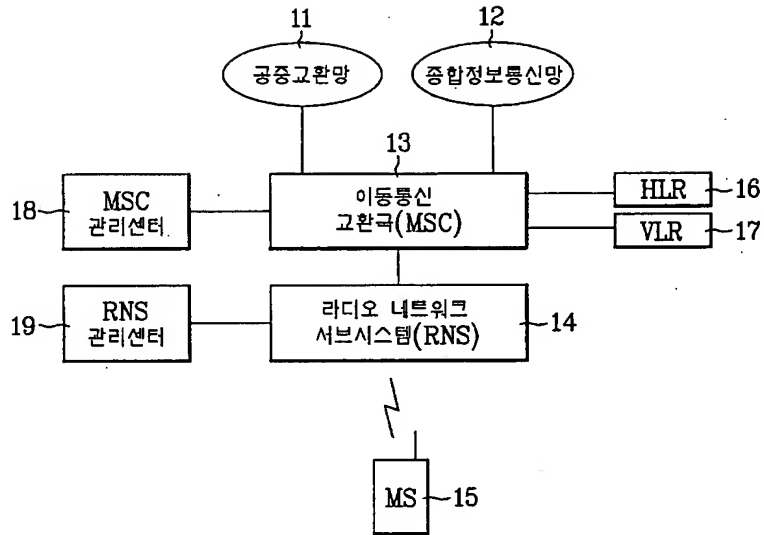 11
12
공중교환망
종합정보통신망
13
18
MSC
관리센터
이동통신
교환국(MSC)
HLR
16
VLR
17
19
RNS
관리센터
라디오 네트워크
서브시스템(RNS)
14
MS
15